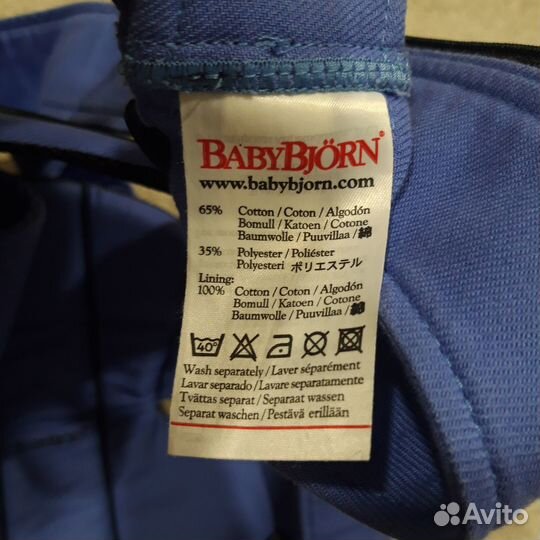 BABYBJÖRN
www.babybjorn.com
65% Cotton / Coton / Algodón
Bomull / Katoen / Cotone
Baumwolle / Puuvillaa / 綿
35% Polyester / Poliéster
Polyesteri ポリエステル
Lining:
100% Cotton / Coton / Algodón
Bomull / Katoen / Cotone
Baumwolle / Puuvillaa / 綿
40°
Wash separately / Laver séparément
Lavar separado / Lavare separatamente
Tvättas separat / Separaat wassen
Separat waschen / Pestävä erillään
Avito